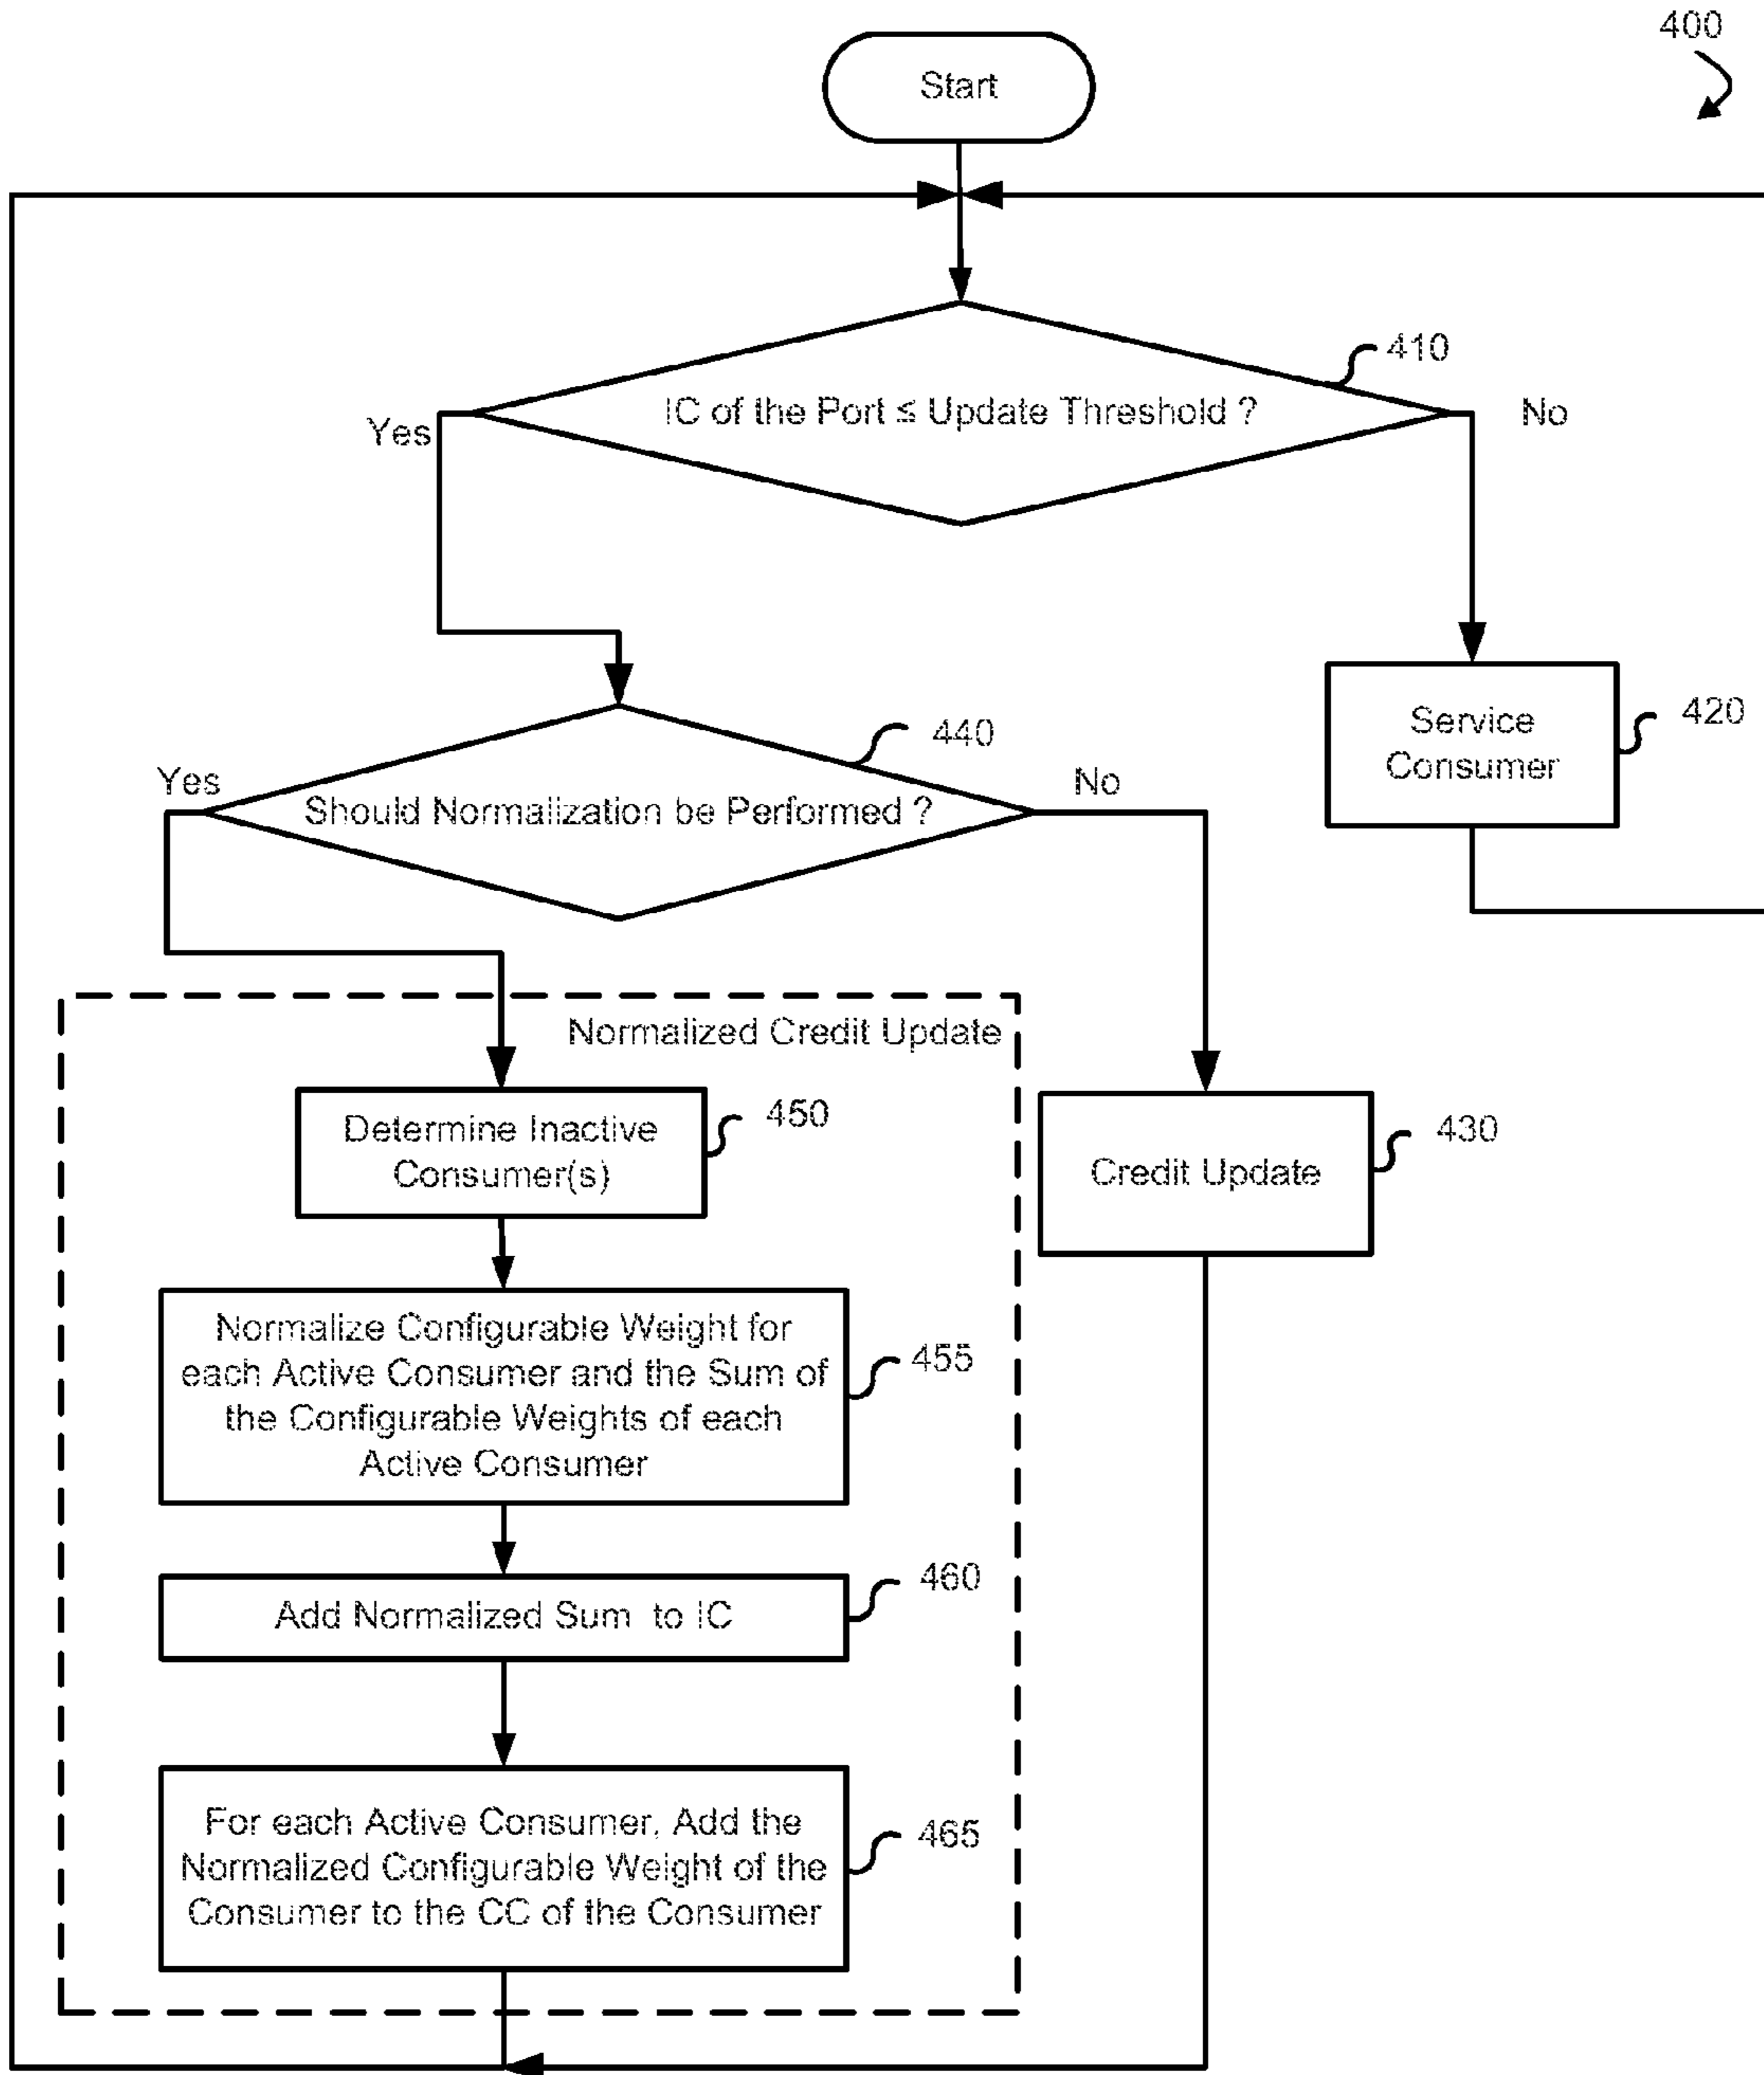 400
Start
410
IC of the Port ≤ Update Threshold ?
Yes
No
420
Service
Consumer
440
Yes
No
Should Normalization be Performed ?
Normalized Credit Update
450
Determine Inactive
Consumer(s)
430
Credit Update
Normalize Configurable Weight for
each Active Consumer and the Sum of
the Configurable Weights of each
Active Consumer
455
460
Add Normalized Sum to IC
For each Active Consumer, Add the
Normalized Configurable Weight of the
Consumer to the CC of the Consumer
465